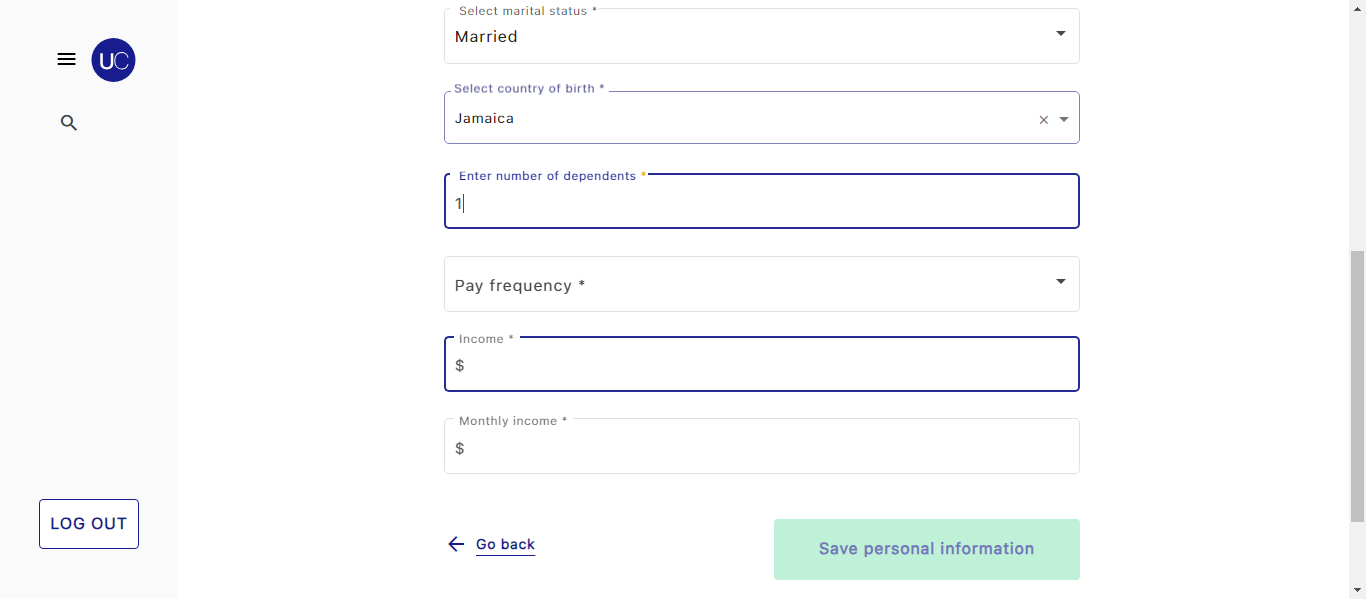 Select marital status *
Married
UC
Select country of birth *
Jamaica
Enter number of dependents *
1
Pay frequency *
Income *
$
Monthly income *
$
LOG OUT
Go back
Save personal information